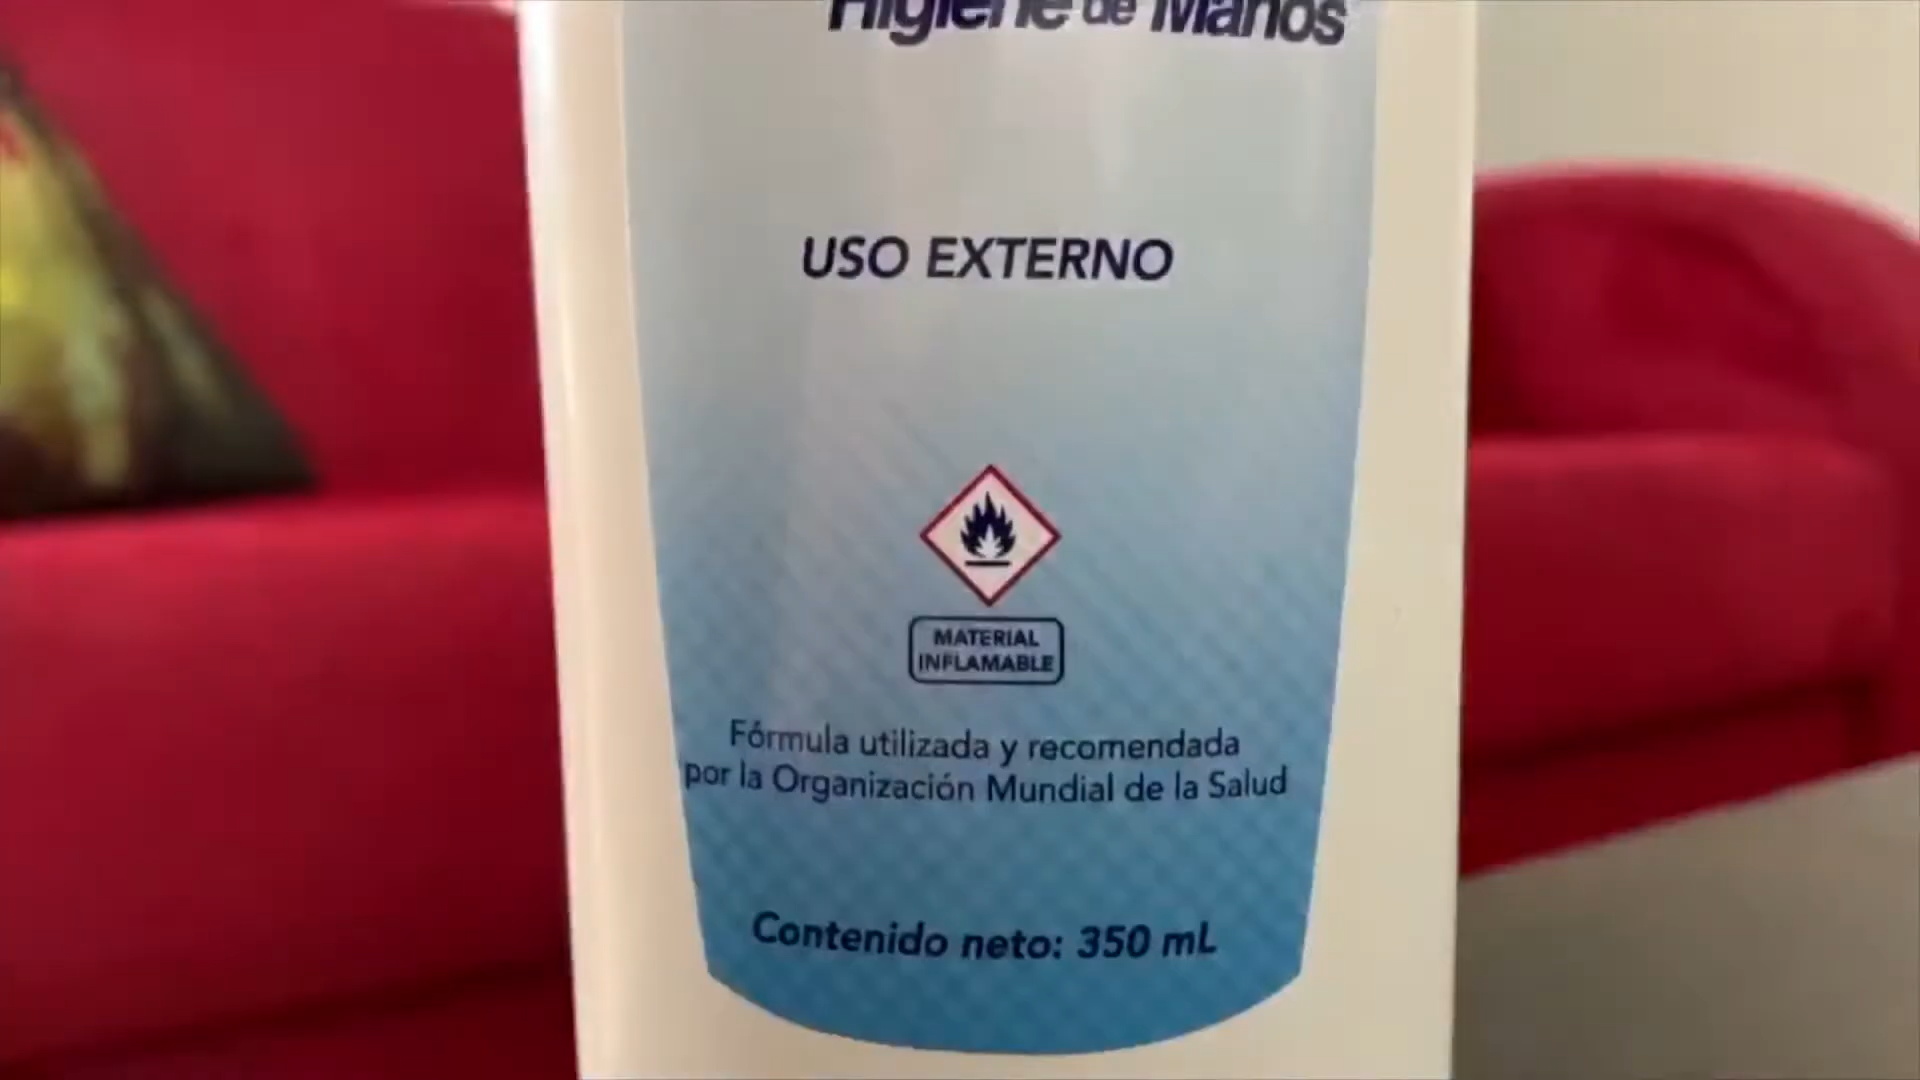 Higiene de Manos
USO EXTERNO
MATERIAL
INFLAMABLE
Fórmula utilizada y recomendada
por la Organización Mundial de la Salud
Contenido neto: 350 mL